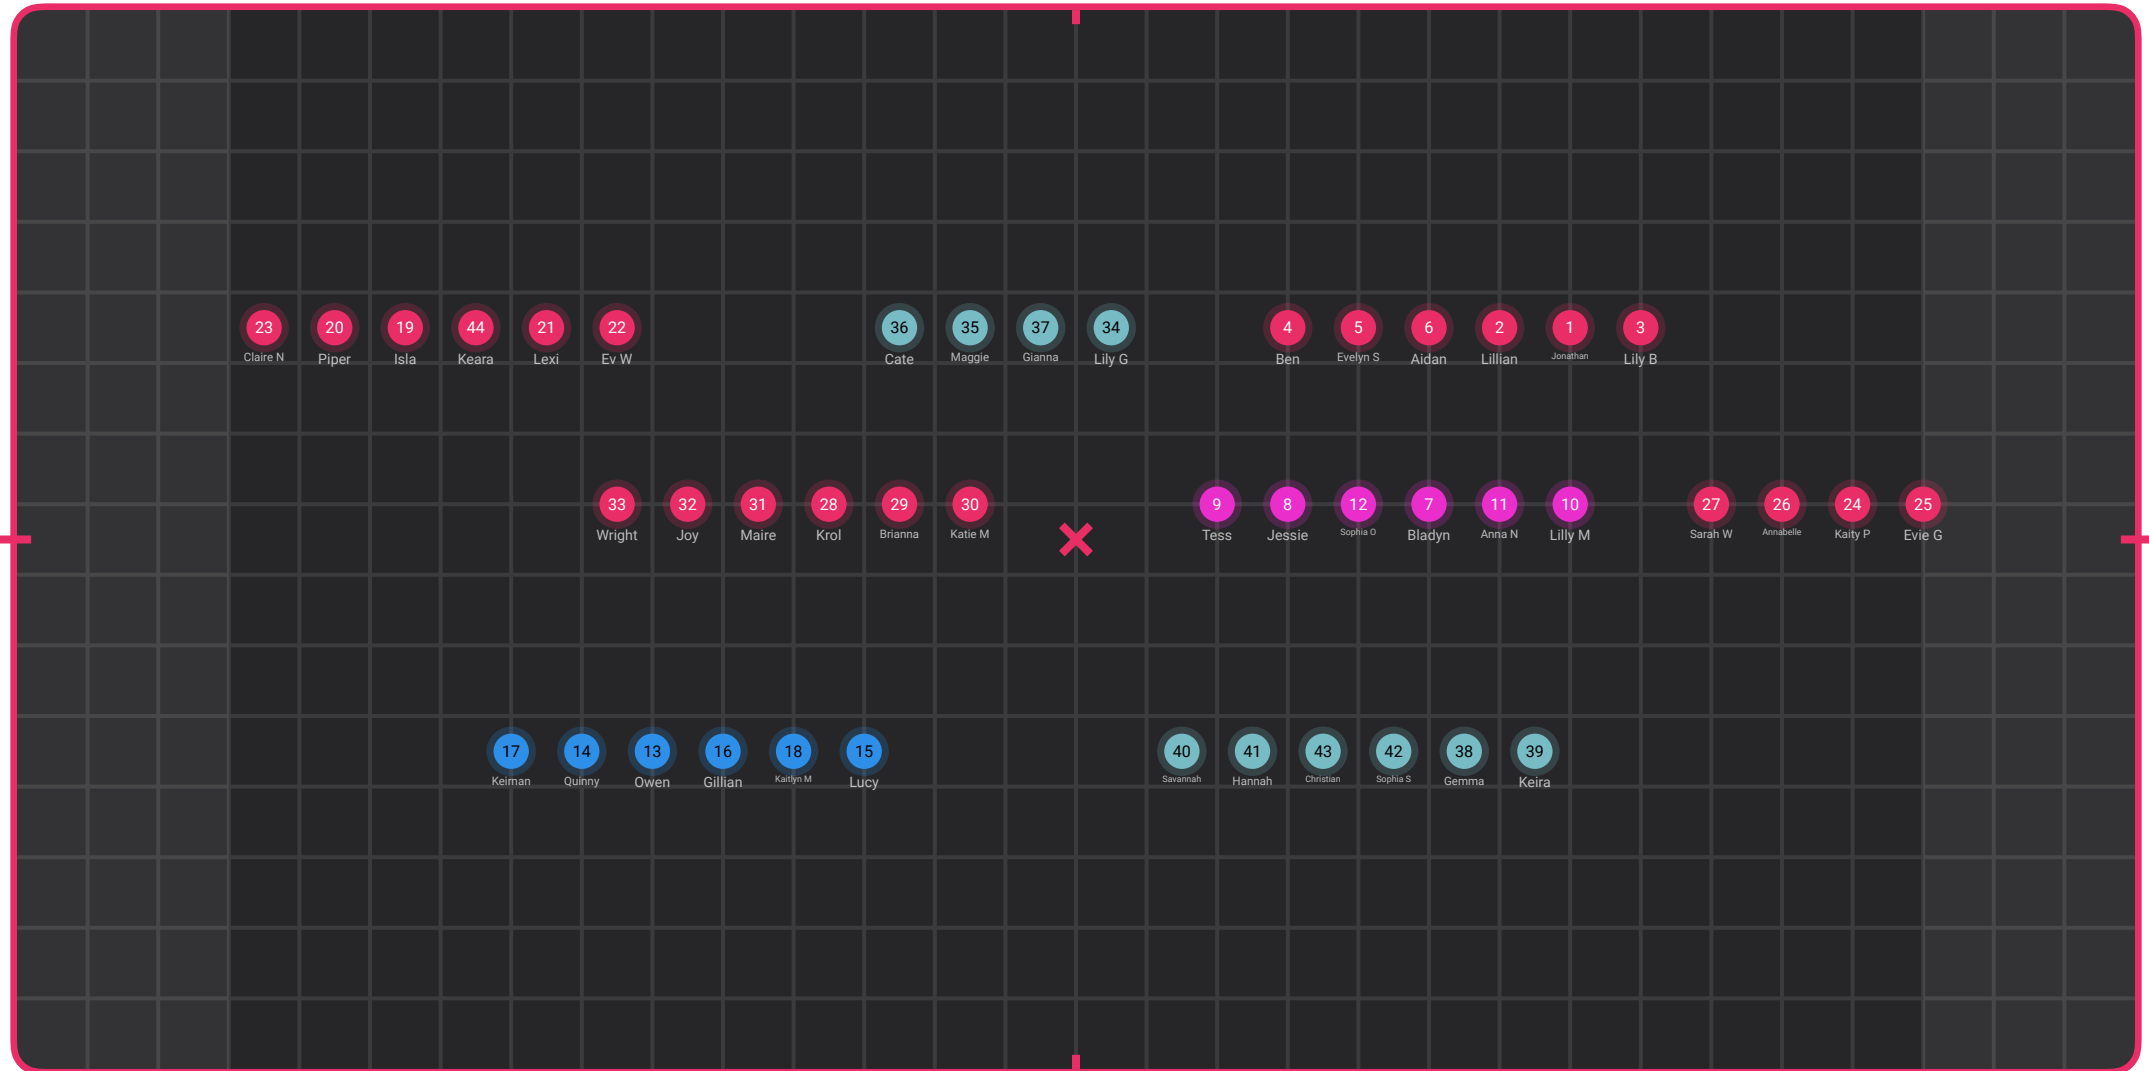 23 20 19 44 21 22 36 35 37 34 4 5 6 2 1 3
Claire N Piper Isla Keara Lexi Ev W Cate Maggie Gianna Lily G Ben Evelyn S Aidan Lillian Jonathan Lily B
33 32 31 28 29 30 9 8 12 7 11 10 27 26 24 25
Wright Joy Maire Krol Brianna Katie M Tess Jessie Sophia O Bladyn Anna N Lilly M Sarah W Annabelle Kaity P Evie G
17 14 13 16 18 15 40 41 43 42 38 39
Keirnan Quinny Owen Gillian Kaitlyn M Lucy Savannah Hannah Christian Sophia S Gemma Keira